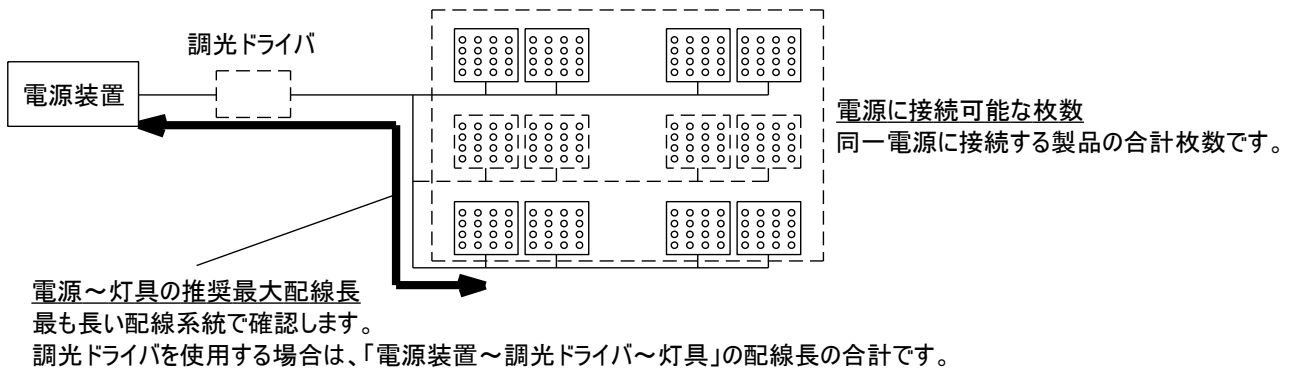 調光ドライバ
電源装置
電源に接続可能な枚数
同一電源に接続する製品の合計枚数です。
電源～灯具の推奨最大配線長
最も長い配線系統で確認します。
調光ドライバを使用する場合は、「電源装置～調光ドライバ～灯具」の配線長の合計です。